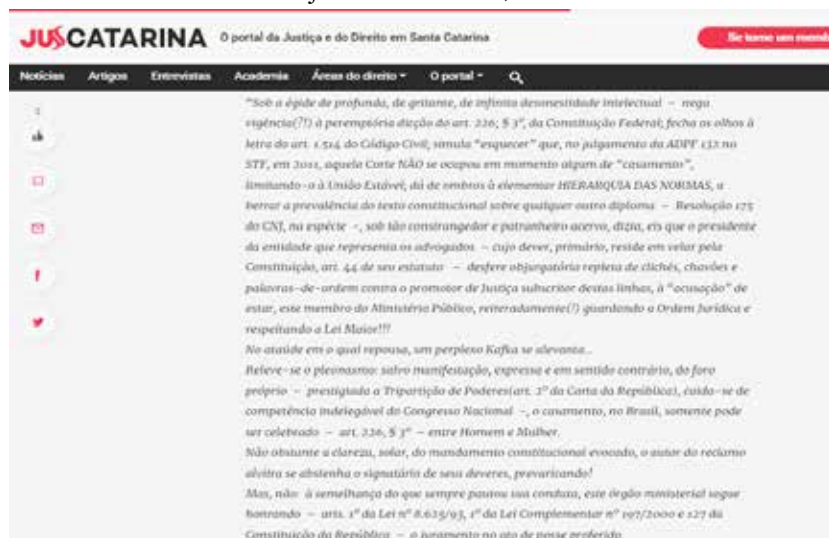 JUSCATARINA O portal da Justiça e do Direito em Santa Catarina
Se torne um memb
Notícias Artigos Entrevistas Academia Áreas do direito O portal
"Sob a égide de profunda, de gritante, de infinita desonestidade intelectual – nega
vigência(?!) à peremptória dicção do art. 226; § 3º, da Constituição Federal; fecha os olhos à
letra do art. 1.514 do Código Civil; simula "esquecer" que, no julgamento da ADPF 132 no
STF, em 2011, aquela Corte NÃO se ocupou em momento algum de "casamento",
limitando-o à União Estável; dá de ombros à elementar HIERARQUIA DAS NORMAS, a
berrar a prevalência do texto constitucional sobre qualquer outro diploma – Resolução 175
do CNJ, na espécie -, sob tão constrangedor e patranheiro acervo, dizia, eis que o presidente
da entidade que representa os advogados – cujo dever, primário, reside em velar pela
Constituição, art. 44 de seu estatuto – desfere objurgatória repleta de clichês, chavões e
palavras-de-ordem contra o promotor de Justiça subscritor destas linhas, à "acusação" de
estar, este membro do Ministério Público, reiteradamente(!) guardando a Ordem Jurídica e
respeitando a Lei Maior!!!
No ataúde em o qual repousa, um perplexo Kafka se alevanta...
Releve-se o pleonasmo: salvo manifestação, expressa e em sentido contrário, do foro
próprio – prestigiada a Tripartição de Poderes(art. 2º da Carta da República), cuida-se de
competência indelegável do Congresso Nacional -, o casamento, no Brasil, somente pode
ser celebrado – art. 226, § 3º – entre Homem e Mulher.
Não obstante a clareza, solar, do mandamento constitucional evocado, o autor do reclamo
alvitra se abstenha o signatário de seus deveres, prevaricando!
Mas, não: à semelhança do que sempre pautou sua conduta, este órgão ministerial segue
honrando – arts. 1º da Lei nº 8.625/93, 1º da Lei Complementar nº 197/2000 e 127 da
Constituição da República – o juramento no ato de posse proferido